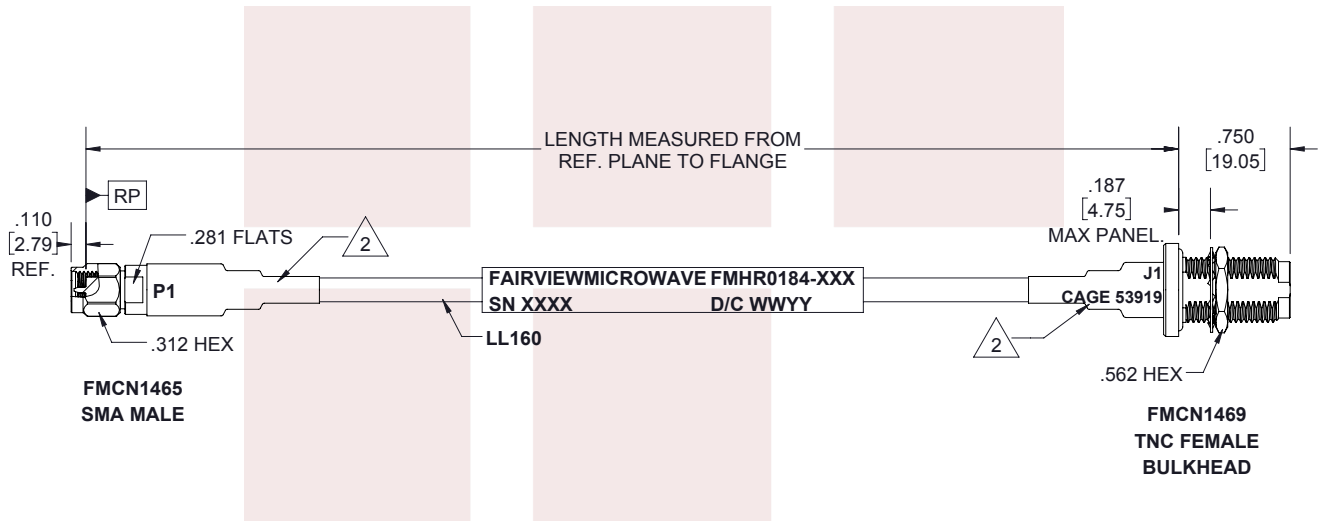 LENGTH MEASURED FROM
REF. PLANE TO FLANGE
.750
[19.05]
RP
.187
[4.75]
MAX PANEL.
.110
[2.79]
REF.
.281 FLATS
2
P1
FAIRVIEWMICROWAVE FMHR0184-XXX
SN XXXX D/C WWYY
J1
CAGE 53919
.312 HEX
LL160
2
.562 HEX
FMCN1465
SMA MALE
FMCN1469
TNC FEMALE
BULKHEAD